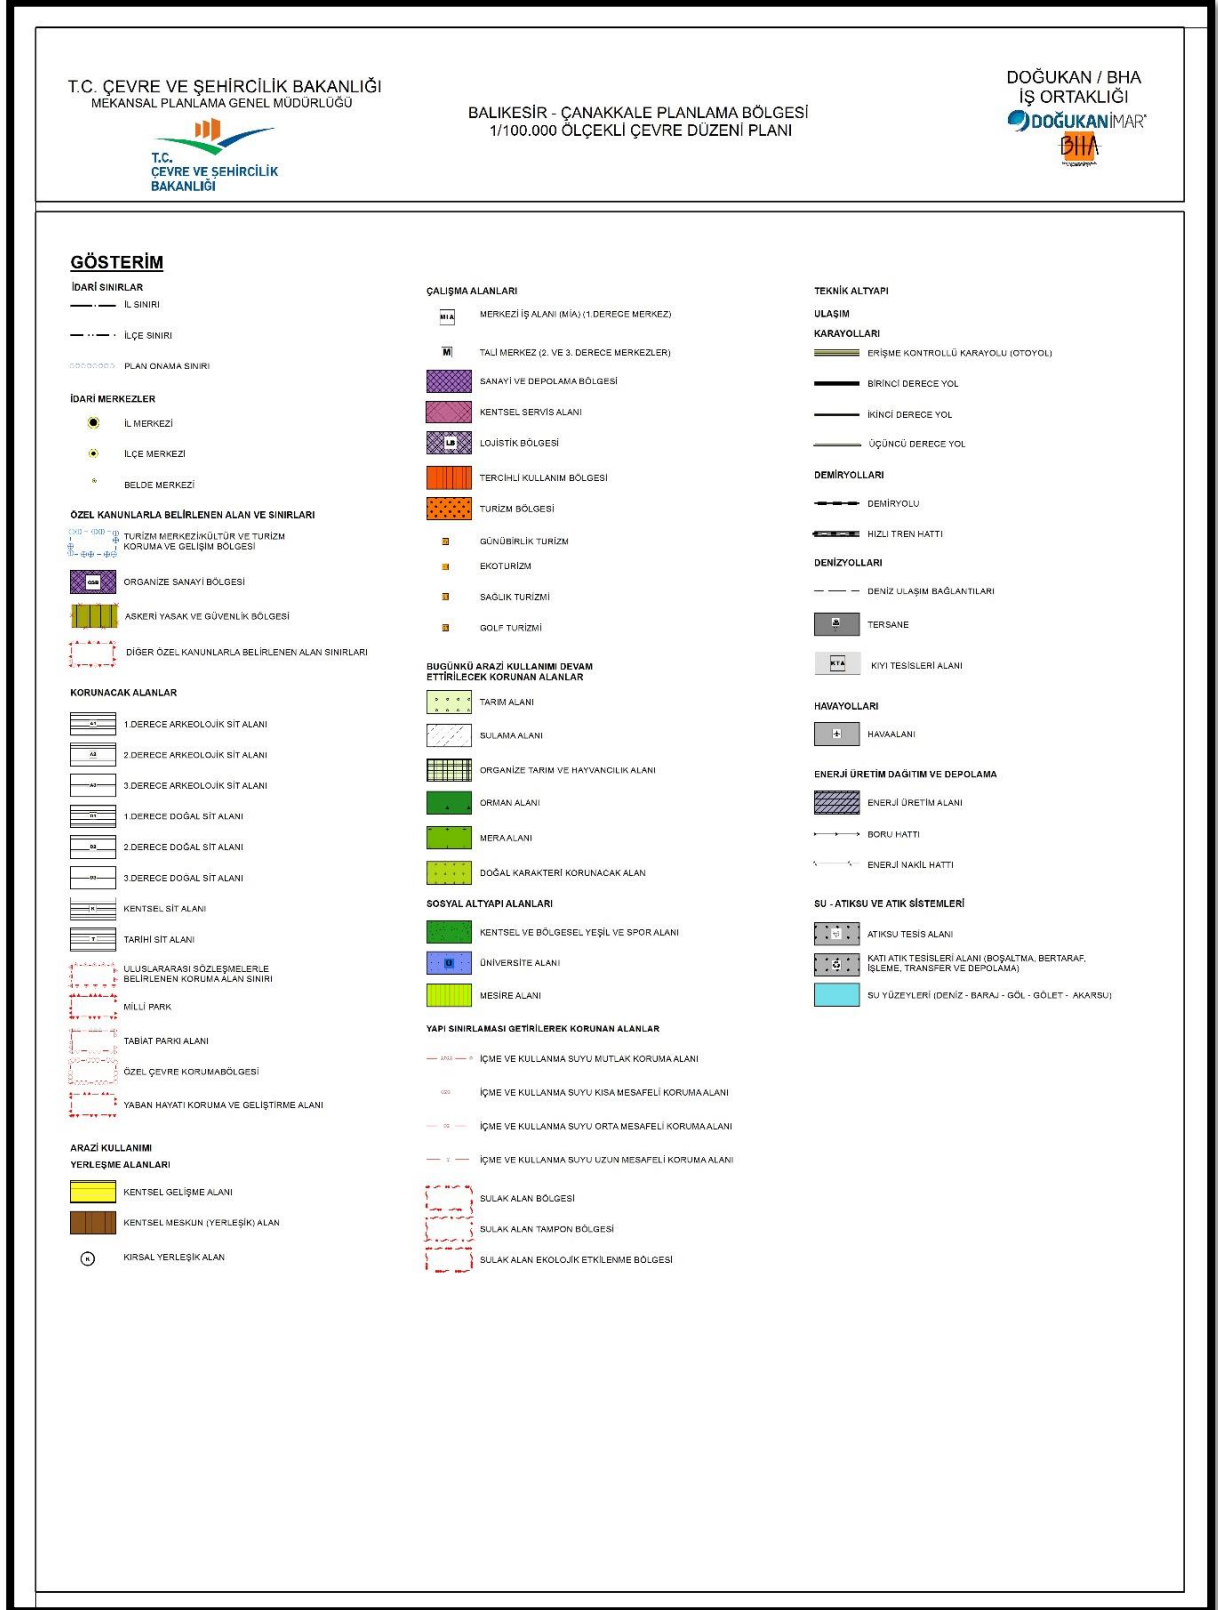 T.C. ÇEVRE VE ŞEHİRCİLİK BAKANLIĞI
MEKANSAL PLANLAMA GENEL MÜDÜRLÜĞÜ
T.C.
ÇEVRE VE ŞEHİRCİLİK
BAKANLIĞI
BALIKESİR - ÇANAKKALE PLANLAMA BÖLGESİ
1/100.000 ÖLÇEKLİ ÇEVRE DÜZENİ PLANI
DOĞUKAN / BHA
İŞ ORTAKLIĞI
DOĞUKANİMAR
BHA
GÖSTERİM
İDARİ SINIRLAR
İL SINIRI
İLÇE SINIRI
PLAN ONAMA SINIRI
İDARİ MERKEZLER
İL MERKEZİ
İLÇE MERKEZİ
BELDE MERKEZİ
ÖZEL KANUNLARLA BELİRLENEN ALAN VE SINIRLARI
TURİZM MERKEZİ/KÜLTÜR VE TURİZM
KORUMA VE GELİŞİM BÖLGESİ
OSB ORGANİZE SANAYİ BÖLGESİ
ASKERİ YASAK VE GÜVENLİK BÖLGESİ
DİĞER ÖZEL KANUNLARLA BELİRLENEN ALAN SINIRLARI
KORUNACAK ALANLAR
A1 1.DERECE ARKEOLOJİK SİT ALANI
A2 2.DERECE ARKEOLOJİK SİT ALANI
A3 3.DERECE ARKEOLOJİK SİT ALANI
D1 1.DERECE DOĞAL SİT ALANI
D2 2.DERECE DOĞAL SİT ALANI
D3 3.DERECE DOĞAL SİT ALANI
K KENTSEL SİT ALANI
T TARİHİ SİT ALANI
ULUSLARARASI SÖZLEŞMELERLE
BELİRLENEN KORUMA ALAN SINIRI
MİLLİ PARK
TABİAT PARKI ALANI
ÖZEL ÇEVRE KORUMABÖLGESİ
YABAN HAYATI KORUMA VE GELİŞTİRME ALANI
ARAZİ KULLANIMI
YERLEŞME ALANLARI
KENTSEL GELİŞME ALANI
KENTSEL MESKUN (YERLEŞİK) ALAN
K KIRSAL YERLEŞİK ALAN
ÇALIŞMA ALANLARI
MİA MERKEZİ İŞ ALANI (MİA) (1.DERECE MERKEZ)
M TALİ MERKEZ (2. VE 3. DERECE MERKEZLER)
SANAYİ VE DEPOLAMA BÖLGESİ
KENTSEL SERVİS ALANI
LB LOJİSTİK BÖLGESİ
TERCİHLİ KULLANIM BÖLGESİ
TURİZM BÖLGESİ
GÜNÜBİRLİK TURİZM
EKOTURİZM
SAĞLIK TURİZMİ
GOLF TURİZMİ
BUGÜNKÜ ARAZİ KULLANIMI DEVAM
ETTİRİLECEK KORUNAN ALANLAR
TARIM ALANI
SULAMA ALANI
ORGANİZE TARIM VE HAYVANCILIK ALANI
ORMAN ALANI
MERA ALANI
DOĞAL KARAKTERİ KORUNACAK ALAN
SOSYAL ALTYAPI ALANLARI
KENTSEL VE BÖLGESEL YEŞİL VE SPOR ALANI
Ü ÜNİVERSİTE ALANI
MESİRE ALANI
YAPI SINIRLAMASI GETİRİLEREK KORUNAN ALANLAR
İÇME VE KULLANMA SUYU MUTLAK KORUMA ALANI
İÇME VE KULLANMA SUYU KISA MESAFELİ KORUMA ALANI
İÇME VE KULLANMA SUYU ORTA MESAFELİ KORUMA ALANI
İÇME VE KULLANMA SUYU UZUN MESAFELİ KORUMA ALANI
SULAK ALAN BÖLGESİ
SULAK ALAN TAMPON BÖLGESİ
SULAK ALAN EKOLOJİK ETKİLENME BÖLGESİ
TEKNİK ALTYAPI
ULAŞIM
KARAYOLLARI
ERİŞME KONTROLLÜ KARAYOLU (OTOYOL)
BİRİNCİ DERECE YOL
İKİNCİ DERECE YOL
ÜÇÜNCÜ DERECE YOL
DEMİRYOLLARI
DEMİRYOLU
HIZLI TREN HATTI
DENİZYOLLARI
DENİZ ULAŞIM BAĞLANTILARI
TERSANE
KTA KIYI TESİSLERİ ALANI
HAVAYOLLARI
HAVAALANI
ENERJİ ÜRETİM DAĞITIM VE DEPOLAMA
ENERJİ ÜRETİM ALANI
BORU HATTI
ENERJİ NAKİL HATTI
SU - ATIKSU VE ATIK SİSTEMLERİ
ATIKSU TESİS ALANI
KATI ATIK TESİSLERİ ALANI (BOŞALTMA, BERTARAF,
İŞLEME, TRANSFER VE DEPOLAMA)
SU YÜZEYLERİ (DENİZ - BARAJ - GÖL - GÖLET - AKARSU)